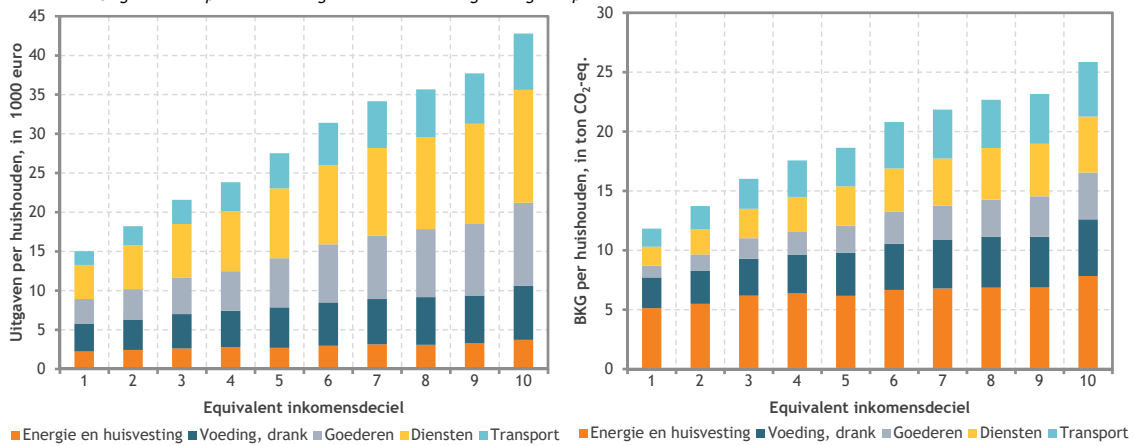 45
40
35
30
25
20
15
10
5
0
Uitgaven per huishouden, in 1000 euro
1 2 3 4 5 6 7 8 9 10
Equivalent inkomensdeciel
Energie en huisvesting Voeding, drank Goederen Diensten Transport
30
25
20
15
10
5
0
BKG per huishouden, in ton CO₂-eq.
1 2 3 4 5 6 7 8 9 10
Equivalent inkomensdeciel
Energie en huisvesting Voeding, drank Goederen Diensten Transport